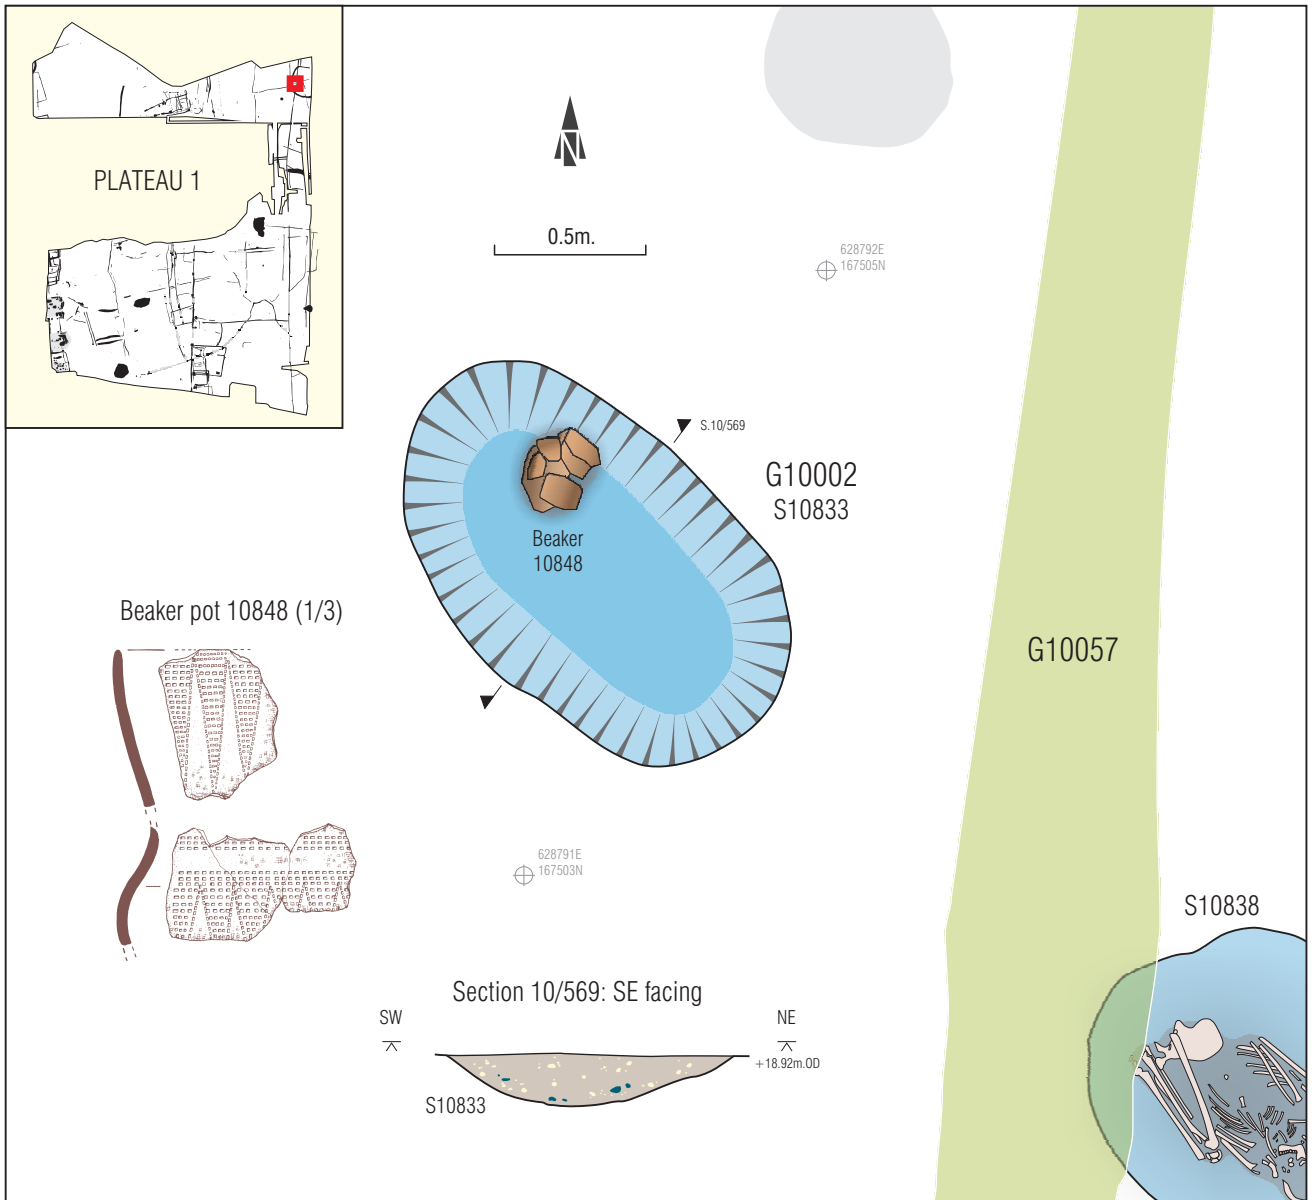 PLATEAU 1
N
0.5m.
628792E
167505N
S.10/569
G10002
S10833
Beaker
10848
Beaker pot 10848 (1/3)
G10057
628791E
167503N
S10838
Section 10/569: SE facing
SW
NE
+18.92m.OD
S10833